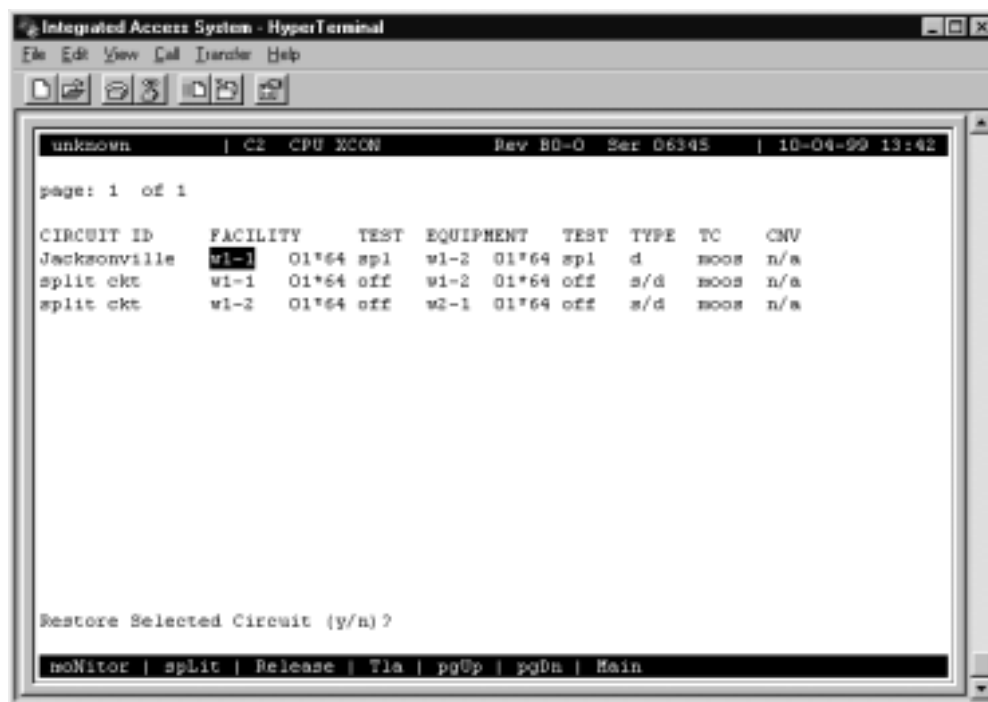 Integrated Access System - HyperTerminal
File Edit View Call Transfer Help
unknown | C2 CPU XCON Rev B0-0 Ser 06345 | 10-04-99 13:42
page: 1 of 1
CIRCUIT ID FACILITY TEST EQUIPMENT TEST TYPE TC CNV
Jacksonville w1-1 01*64 spl w1-2 01*64 spl d moos n/a
split ckt w1-1 01*64 off w1-2 01*64 off s/d moos n/a
split ckt w1-2 01*64 off w2-1 01*64 off s/d moos n/a
Restore Selected Circuit (y/n)?
moNitor | spLit | Release | Tla | pgUp | pgDn | Main